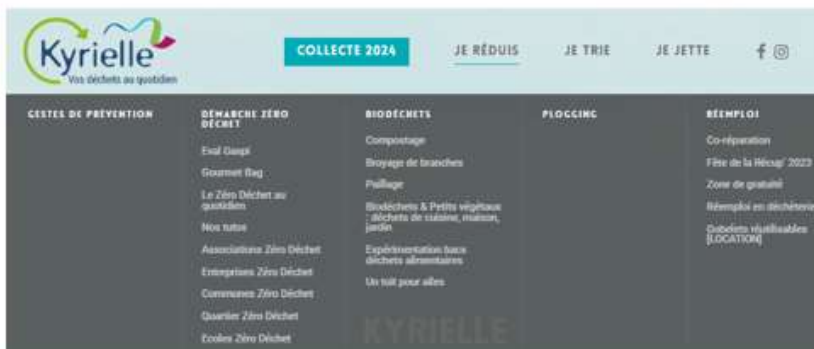 Kyrielle
Vos déchets au quotidien
COLLECTE 2024
JE RÉDUIS
JE TRIE
JE JETTE
GESTES DE PRÉVENTION
DÉMARCHE ZÉRO
DÉCHET
Eval Gaspi
Gourmet Bag
Le Zéro Déchet au
quotidien
Nos tutos
Associations Zéro Déchet
Entreprises Zéro Déchet
Communes Zéro Déchet
Quartier Zéro Déchet
Ecoles Zéro Déchet
BIODÉCHETS
Compostage
Broyage de branches
Paillage
Biodéchets & Petits végétaux
: déchets de cuisine, maison,
jardin
Expérimentation bacs
déchets alimentaires
Un toit pour elles
KYRIELLE
PLOGGING
RÉEMPLOI
Co-réparation
Fête de la Récup' 2023
Zone de gratuité
Réemploi en déchèterie
Gobelets réutilisables
[LOCATION]